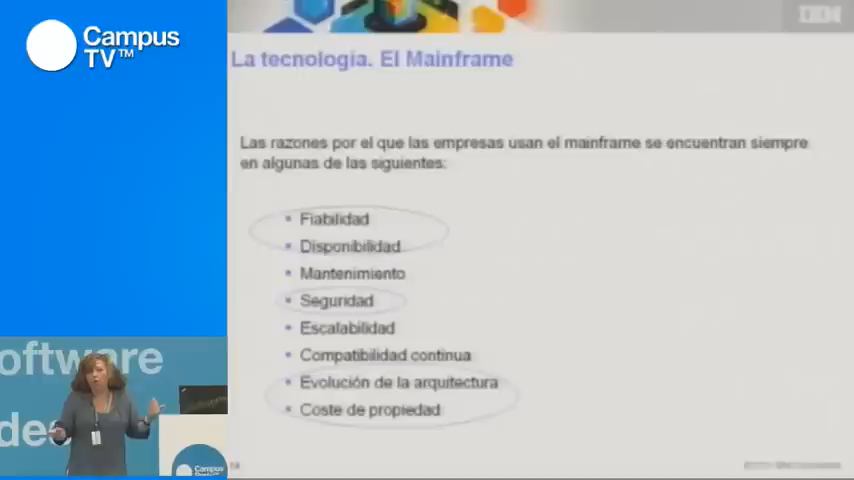 Campus
TV™
IBM
La tecnología. El Mainframe
Las razones por el que las empresas usan el mainframe se encuentran siempre
en algunas de las siguientes:
Fiabilidad
Disponibilidad
Mantenimiento
Seguridad
Escalabilidad
Compatibilidad continua
Evolución de la arquitectura
Coste de propiedad
oftware
Campus